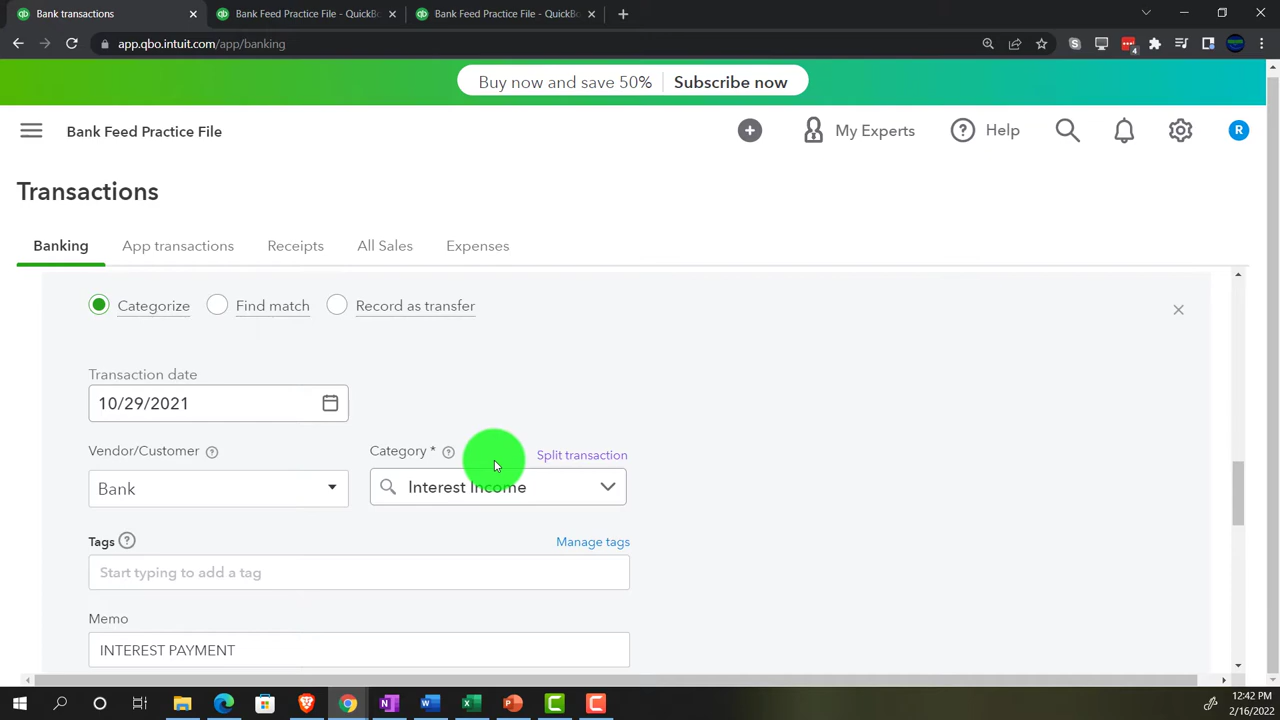 Bank transactions
Bank Feed Practice File - QuickBo
Bank Feed Practice File - QuickBo
app.qbo.intuit.com/app/banking
4
Buy now and save 50% Subscribe now
Bank Feed Practice File
My Experts
Help
R
Transactions
Banking
App transactions
Receipts
All Sales
Expenses
Categorize
Find match
Record as transfer
Transaction date
10/29/2021
Vendor/Customer
Category *
Split transaction
Bank
Interest Income
Tags
Manage tags
Start typing to add a tag
Memo
INTEREST PAYMENT
12:42 PM
2/16/2022